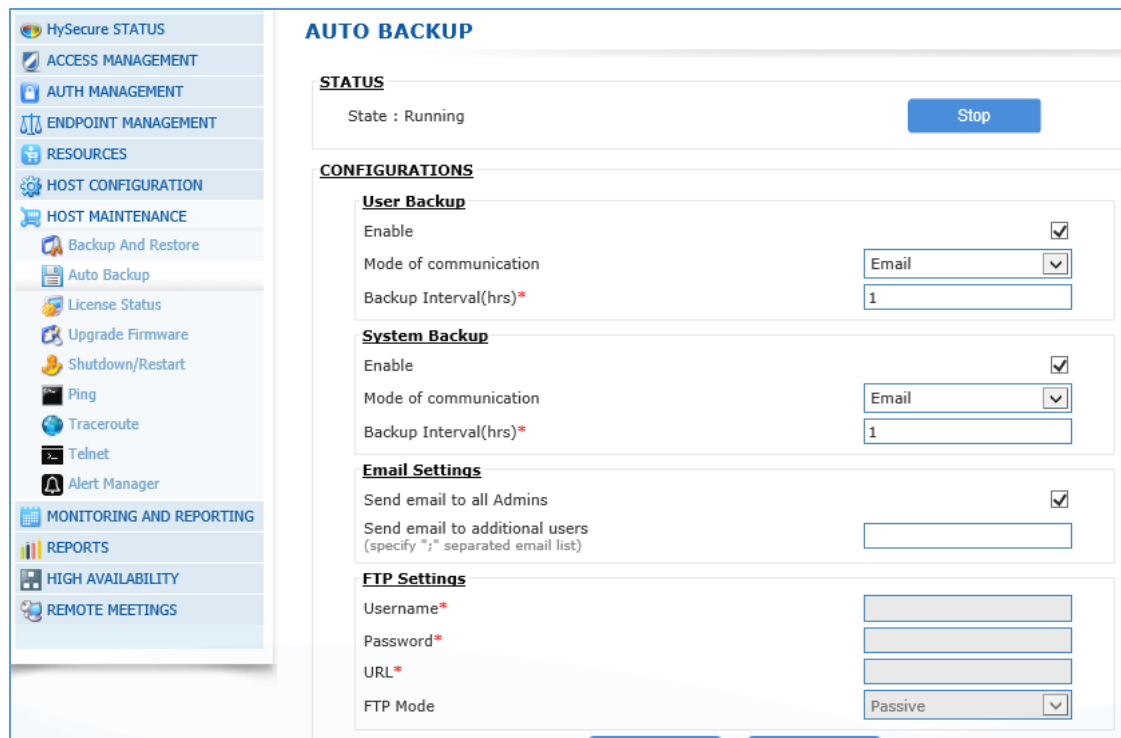 HySecure STATUS
ACCESS MANAGEMENT
AUTH MANAGEMENT
ENDPOINT MANAGEMENT
RESOURCES
HOST CONFIGURATION
HOST MAINTENANCE
Backup And Restore
Auto Backup
License Status
Upgrade Firmware
Shutdown/Restart
Ping
Traceroute
Telnet
Alert Manager
MONITORING AND REPORTING
REPORTS
HIGH AVAILABILITY
REMOTE MEETINGS
AUTO BACKUP
STATUS
State : Running Stop
CONFIGURATIONS
User Backup
Enable
Mode of communication Email
Backup Interval(hrs)* 1
System Backup
Enable
Mode of communication Email
Backup Interval(hrs)* 1
Email Settings
Send email to all Admins
Send email to additional users
(specify ";" separated email list)
FTP Settings
Username*
Password*
URL*
FTP Mode Passive